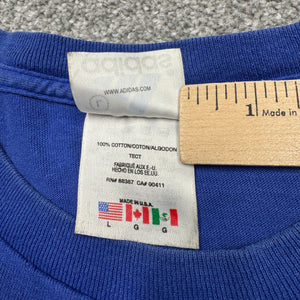 adidas
WWW.ADIDAS.COM
100% COTTON/COTON/ALGODON
TECT
FABRIQUÉ AUX E.-U.
HECHO EN LOS EE.UU.
RN# 88387 CA# 00411
MADE IN U.S.A.
L G G
1
Made in